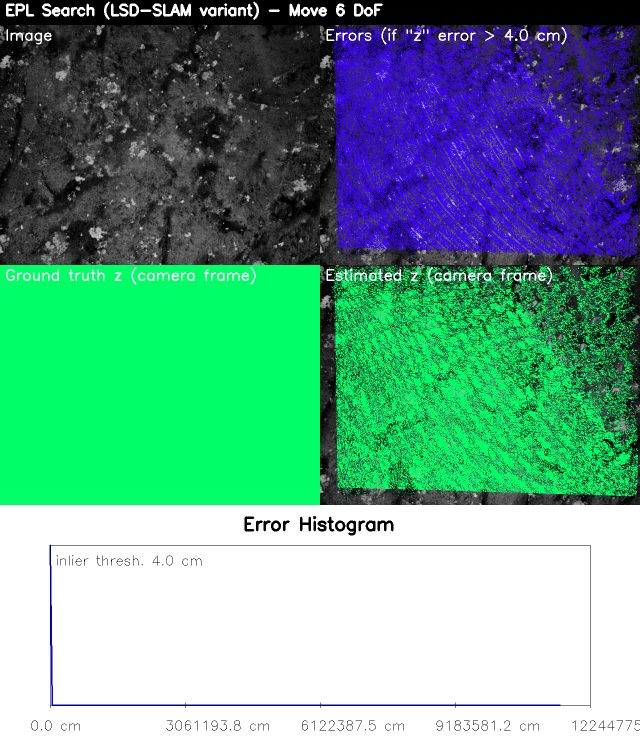 EPL Search (LSD-SLAM variant) - Move 6 DoF
Image
Errors (if "z" error > 4.0 cm)
Ground truth z (camera frame)
Estimated z (camera frame)
Error Histogram
inlier thresh. 4.0 cm
0.0 cm 3061193.8 cm 6122387.5 cm 9183581.2 cm 12244775